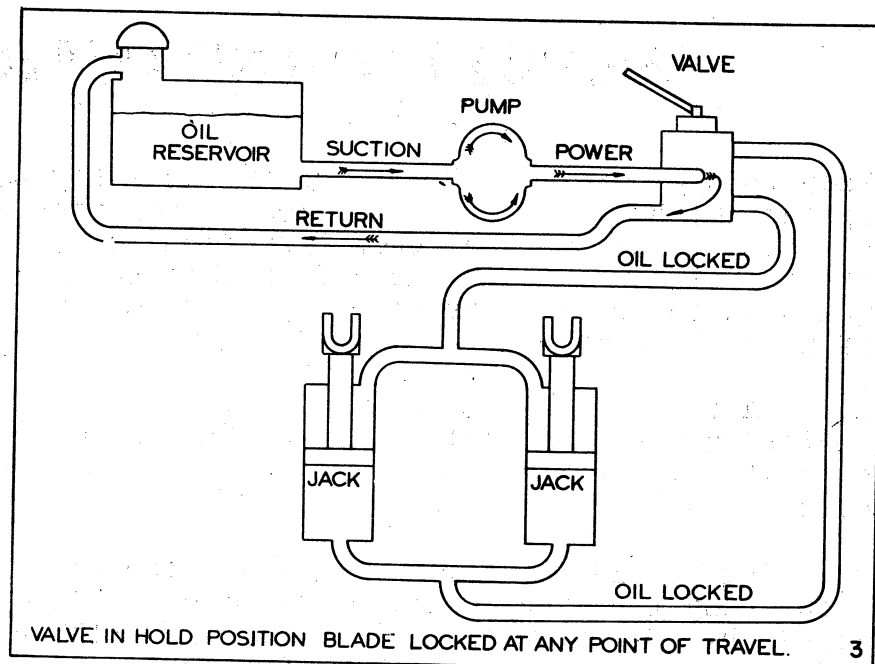 VALVE
PUMP
OIL
RESERVOIR
SUCTION
POWER
RETURN
OIL LOCKED
JACK
JACK
OIL LOCKED
VALVE IN HOLD POSITION BLADE LOCKED AT ANY POINT OF TRAVEL. 3